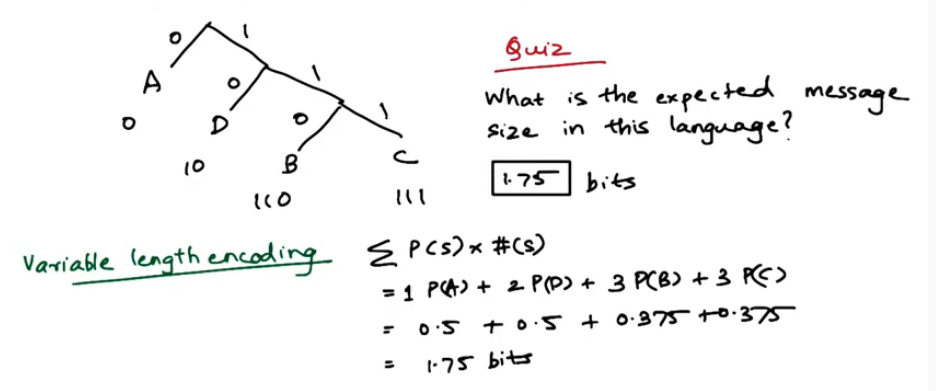 0 1
A 0 1
0 D 0 1
10 B C
110 111
Quiz
What is the expected message
size in this language?
1.75 bits
Variable length encoding
∑ P(s) × #(s)
= 1 P(A) + 2 P(D) + 3 P(B) + 3 P(C)
= 0.5 + 0.5 + 0.375 + 0.375
= 1.75 bits